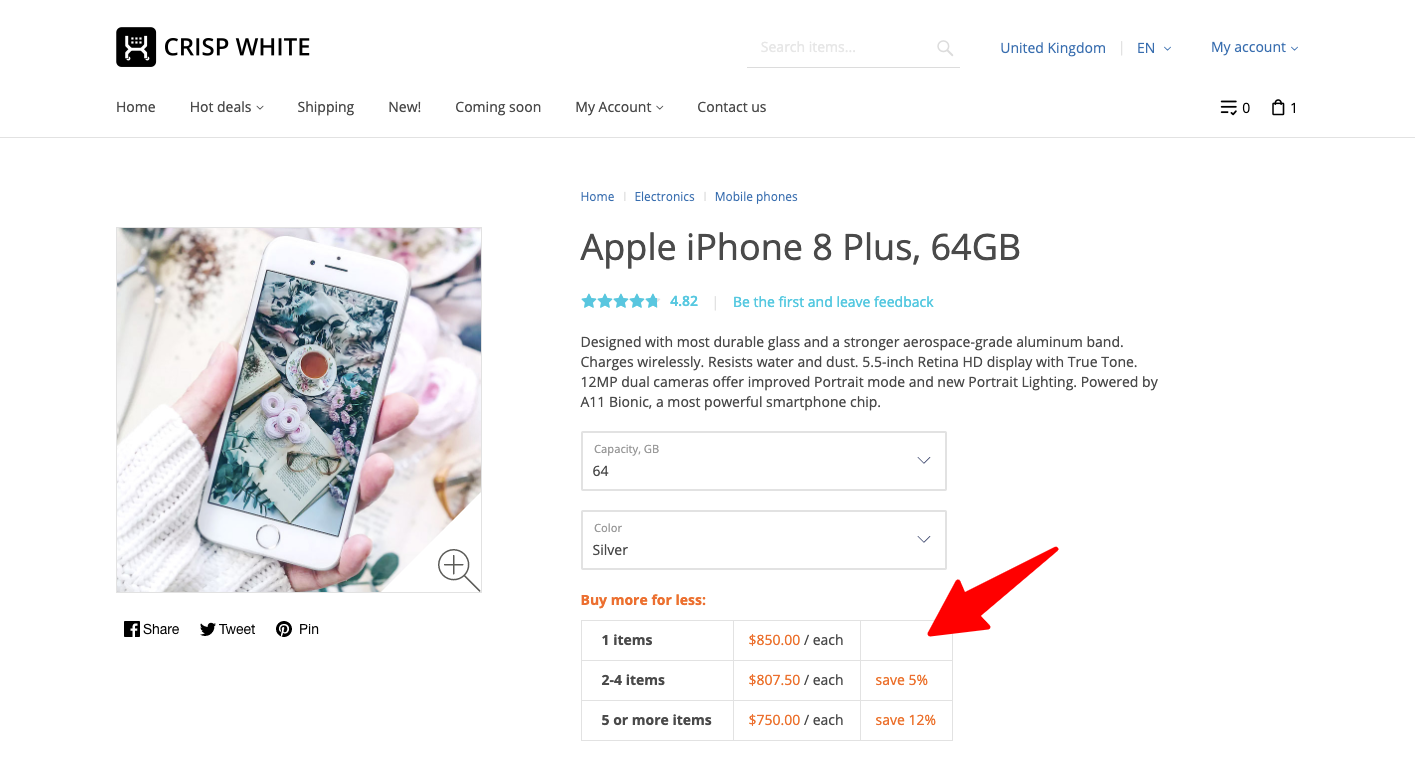 CRISP WHITE
Search items...
United Kingdom
EN
My account
Home
Hot deals
Shipping
New!
Coming soon
My Account
Contact us
0
1
Home
Electronics
Mobile phones
Apple iPhone 8 Plus, 64GB
4.82
Be the first and leave feedback
Designed with most durable glass and a stronger aerospace-grade aluminum band.
Charges wirelessly. Resists water and dust. 5.5-inch Retina HD display with True Tone.
12MP dual cameras offer improved Portrait mode and new Portrait Lighting. Powered by
A11 Bionic, a most powerful smartphone chip.
Capacity, GB
64
Color
Silver
Buy more for less:
1 items $850.00 / each
2-4 items $807.50 / each save 5%
5 or more items $750.00 / each save 12%
Share
Tweet
Pin